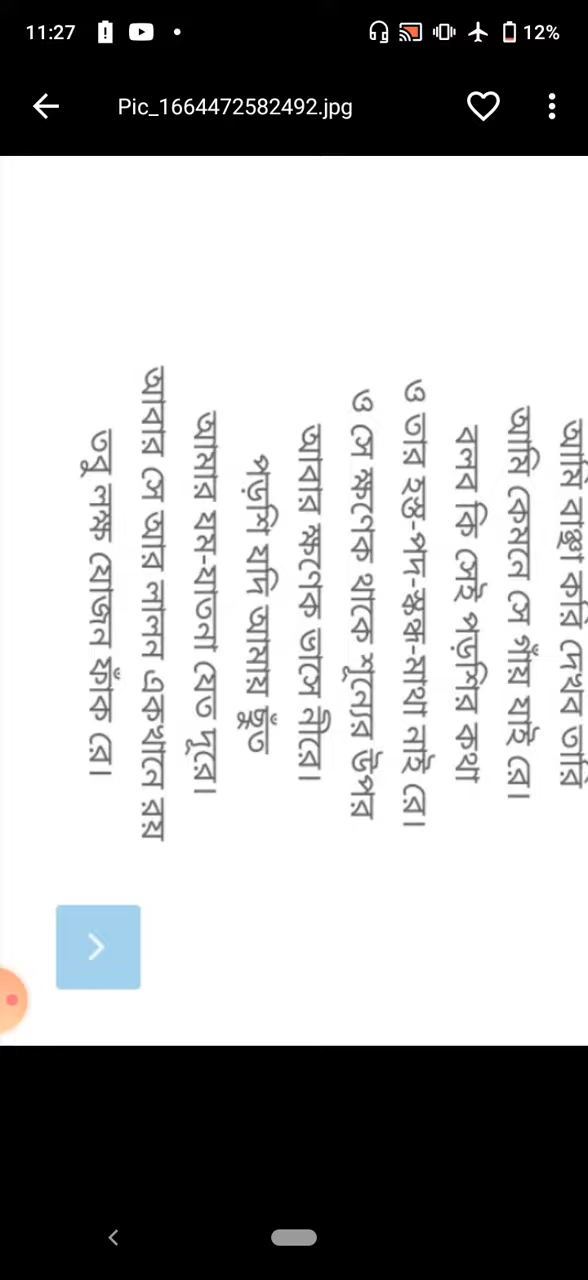 11:27
12%
Pic_1664472582492.jpg
আমি বাঞ্ছা করি দেখব তারি
আমি কেমনে সে গাঁয় যাই রে।
বলব কি সেই পড়শির কথা
ও তার হস্ত-পদ-স্কন্ধ-মাথা নাই রে।
ও সে ক্ষণেক থাকে শূন্যের উপর
আবার ক্ষণেক ভাসে নীরে।
পড়শি যদি আমায় ছুঁত
আমার যম-যাতনা যেত দূরে।
আবার সে আর লালন একখানে রয়
তবু লক্ষ যোজন ফাঁক রে।